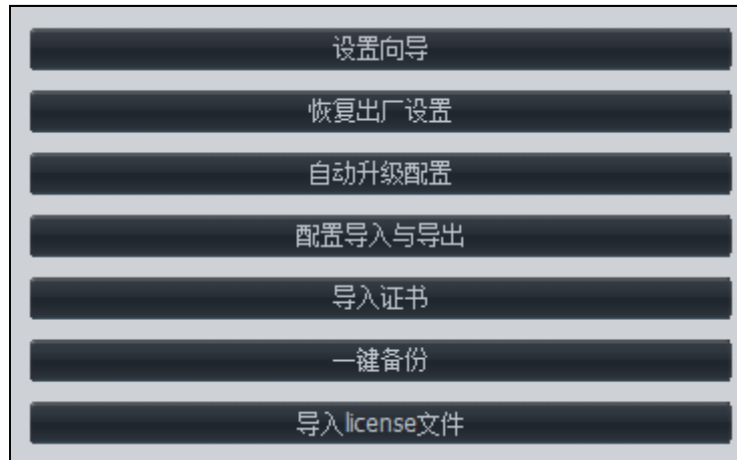 设置向导
恢复出厂设置
自动升级配置
配置导入与导出
导入证书
一键备份
导入license文件